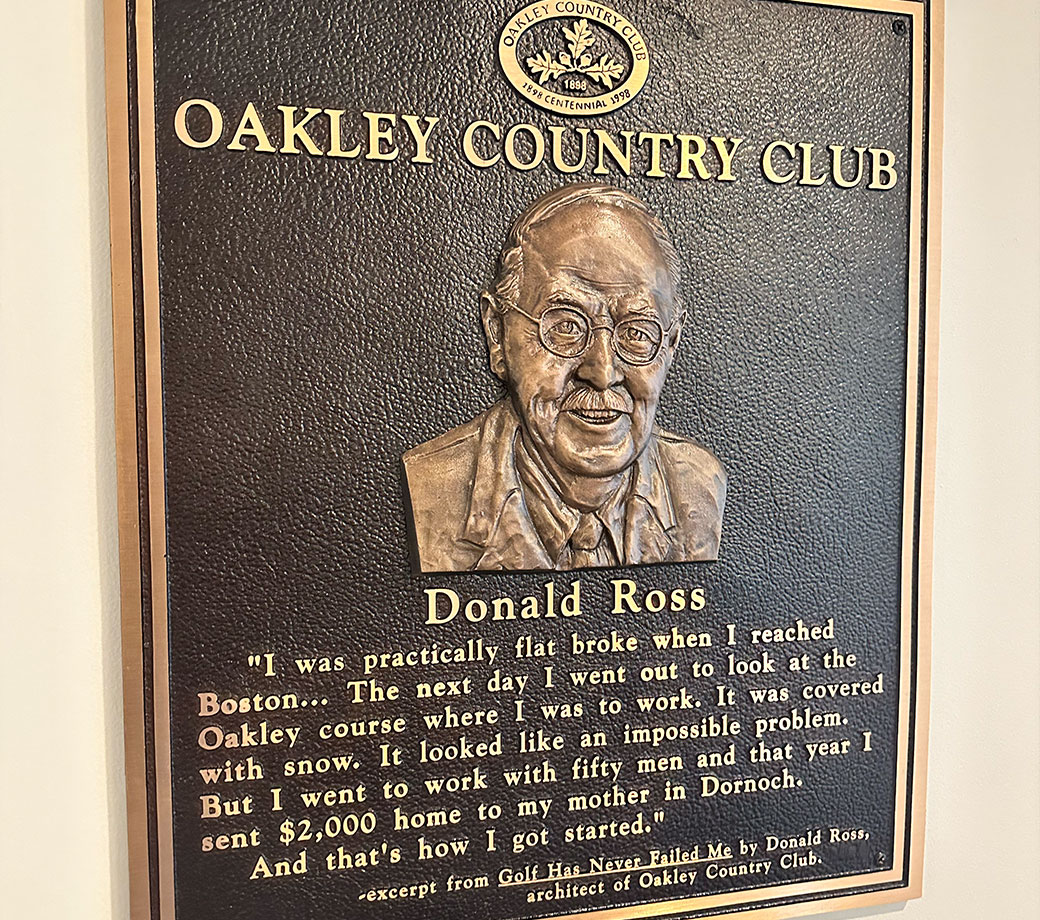 OAKLEY COUNTRY CLUB
1898
1898 CENTENNIAL 1998
OAKLEY COUNTRY CLUB
Donald Ross
"I was practically flat broke when I reached
Boston... The next day I went out to look at the
Oakley course where I was to work. It was covered
with snow. It looked like an impossible problem.
But I went to work with fifty men and that year I
sent $2,000 home to my mother in Dornoch.
And that's how I got started."
-excerpt from Golf Has Never Failed Me by Donald Ross,
architect of Oakley Country Club.